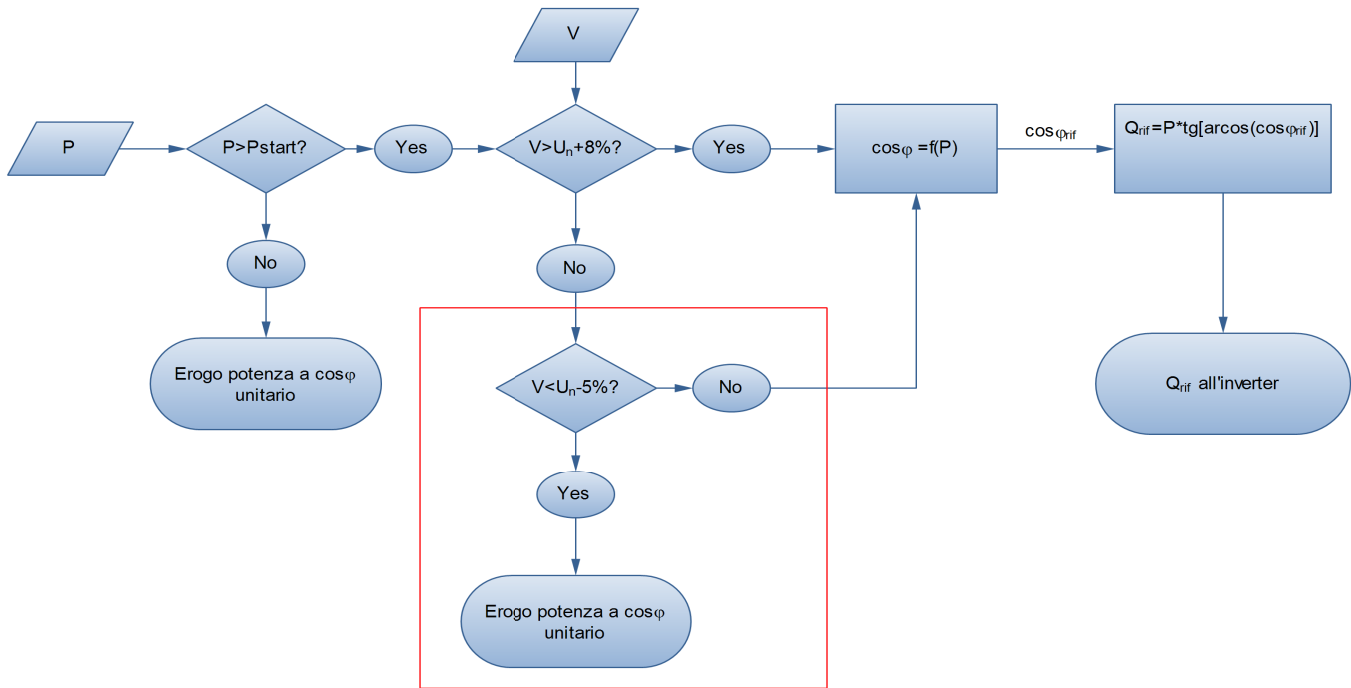 V
P
P>Pstart?
Yes
V>Un+8%?
Yes
cosφ =f(P)
cosφrif
Qrif=P*tg[arcos(cosφrif)]
No
No
Erogo potenza a cosφ
unitario
V<Un-5%?
No
Qrif all'inverter
Yes
Erogo potenza a cosφ
unitario